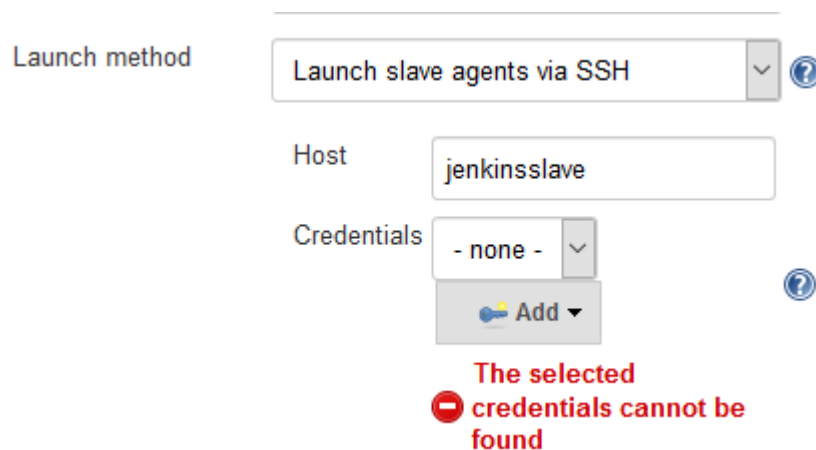 Launch method
Launch slave agents via SSH
Host
jenkinsslave
Credentials
- none -
Add
The selected
credentials cannot be
found